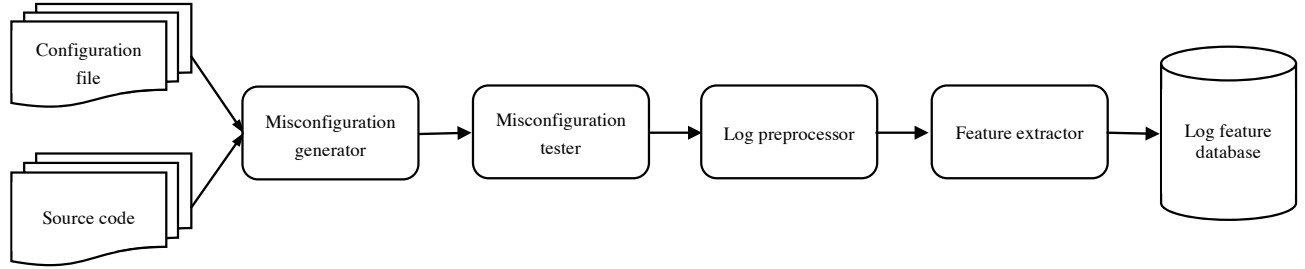 Configuration
file
Source code
Misconfiguration
generator
Misconfiguration
tester
Log preprocessor
Feature extractor
Log feature
database